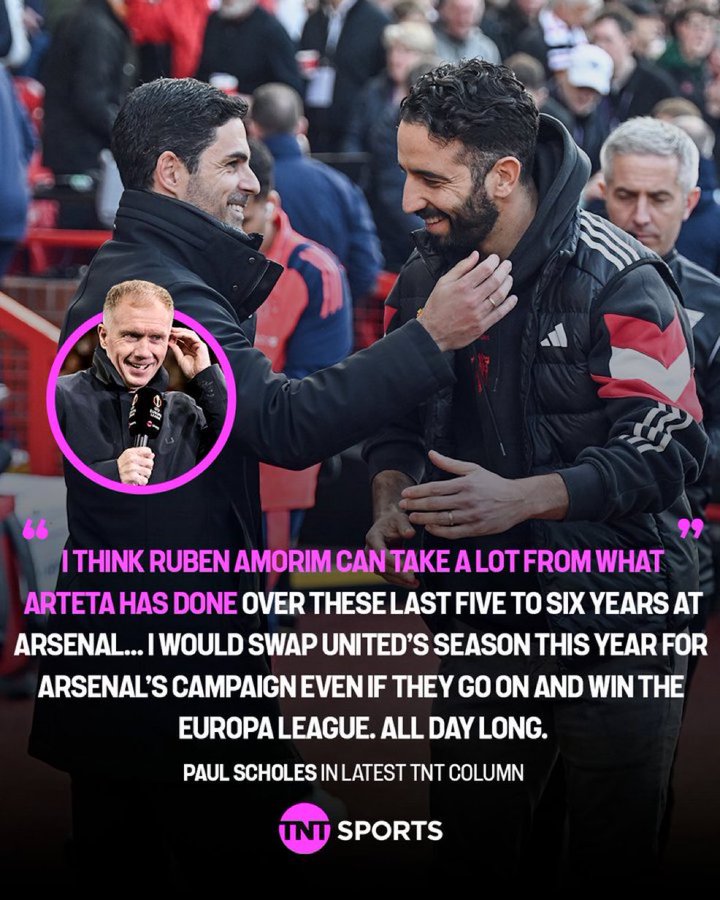 “ ”
I THINK RUBEN AMORIM CAN TAKE A LOT FROM WHAT
ARTETA HAS DONE OVER THESE LAST FIVE TO SIX YEARS AT
ARSENAL... I WOULD SWAP UNITED'S SEASON THIS YEAR FOR
ARSENAL'S CAMPAIGN EVEN IF THEY GO ON AND WIN THE
EUROPA LEAGUE. ALL DAY LONG.
PAUL SCHOLES IN LATEST TNT COLUMN
TNT SPORTS